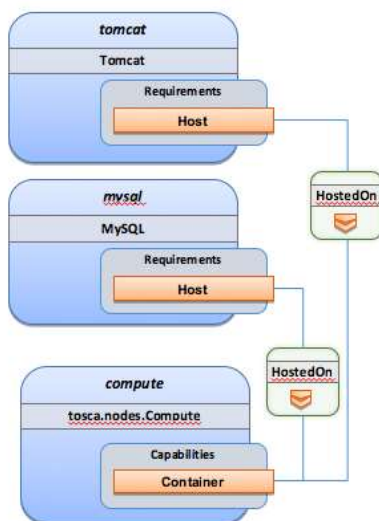 tomcat
Tomcat
Requirements
Host
HostedOn
mysql
MySQL
Requirements
Host
HostedOn
compute
tosca.nodes.Compute
Capabilities
Container